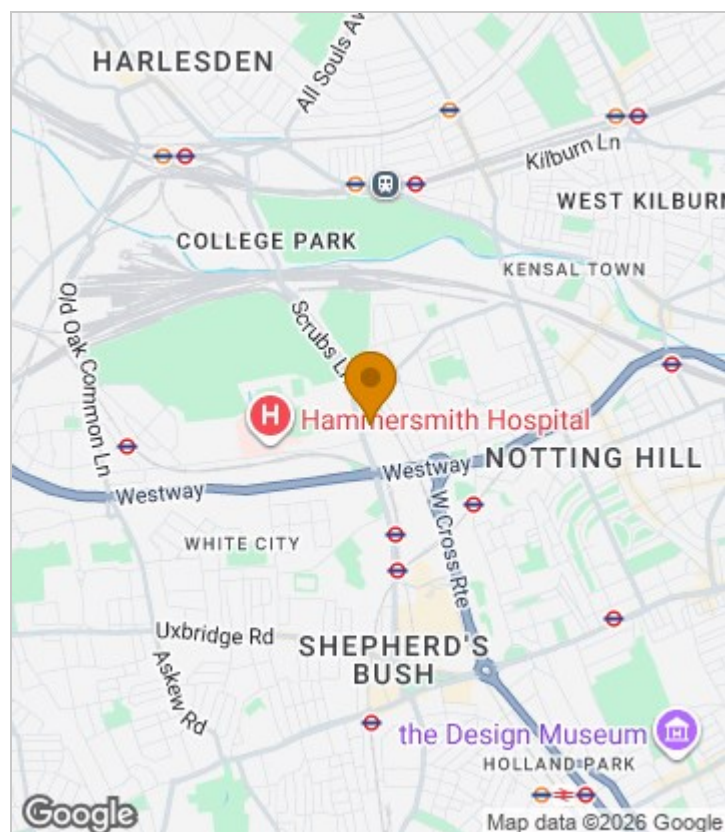 HARLESDEN
All Souls Av
Kilburn Ln
WEST KILBURN
COLLEGE PARK
KENSAL TOWN
Old Oak Common Ln
Scrubs Ln
H
Hammersmith Hospital
Westway
NOTTING HILL
Westway
W Cross Rte
WHITE CITY
Uxbridge Rd
SHEPHERD'S
BUSH
Askew Rd
the Design Museum
HOLLAND PARK
Google
Map data ©2026 Google